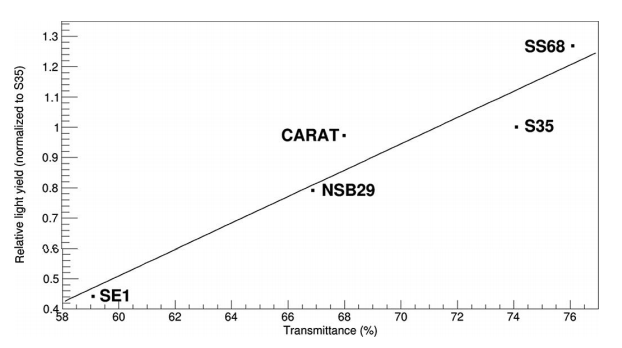 Relative light yield (normalized to S35)
1.3
1.2
1.1
1
0.9
0.8
0.7
0.6
0.5
0.4
SS68
S35
CARAT
NSB29
SE1
58 60 62 64 66 68 70 72 74 76
Transmittance (%)